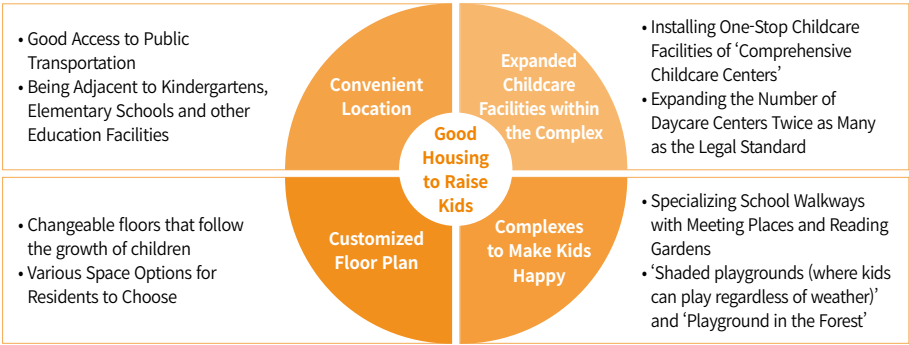 • Good Access to Public
Transportation
• Being Adjacent to Kindergartens,
Elementary Schools and other
Education Facilities
Convenient
Location
Expanded
Childcare
Facilities within
the Complex
• Installing One-Stop Childcare
Facilities of ‘Comprehensive
Childcare Centers’
• Expanding the Number of
Daycare Centers Twice as Many
as the Legal Standard
Good
Housing
to Raise
Kids
• Changeable floors that follow
the growth of children
• Various Space Options for
Residents to Choose
Customized
Floor Plan
Complexes
to Make Kids
Happy
• Specializing School Walkways
with Meeting Places and Reading
Gardens
• ‘Shaded playgrounds (where kids
can play regardless of weather)’
and ‘Playground in the Forest’